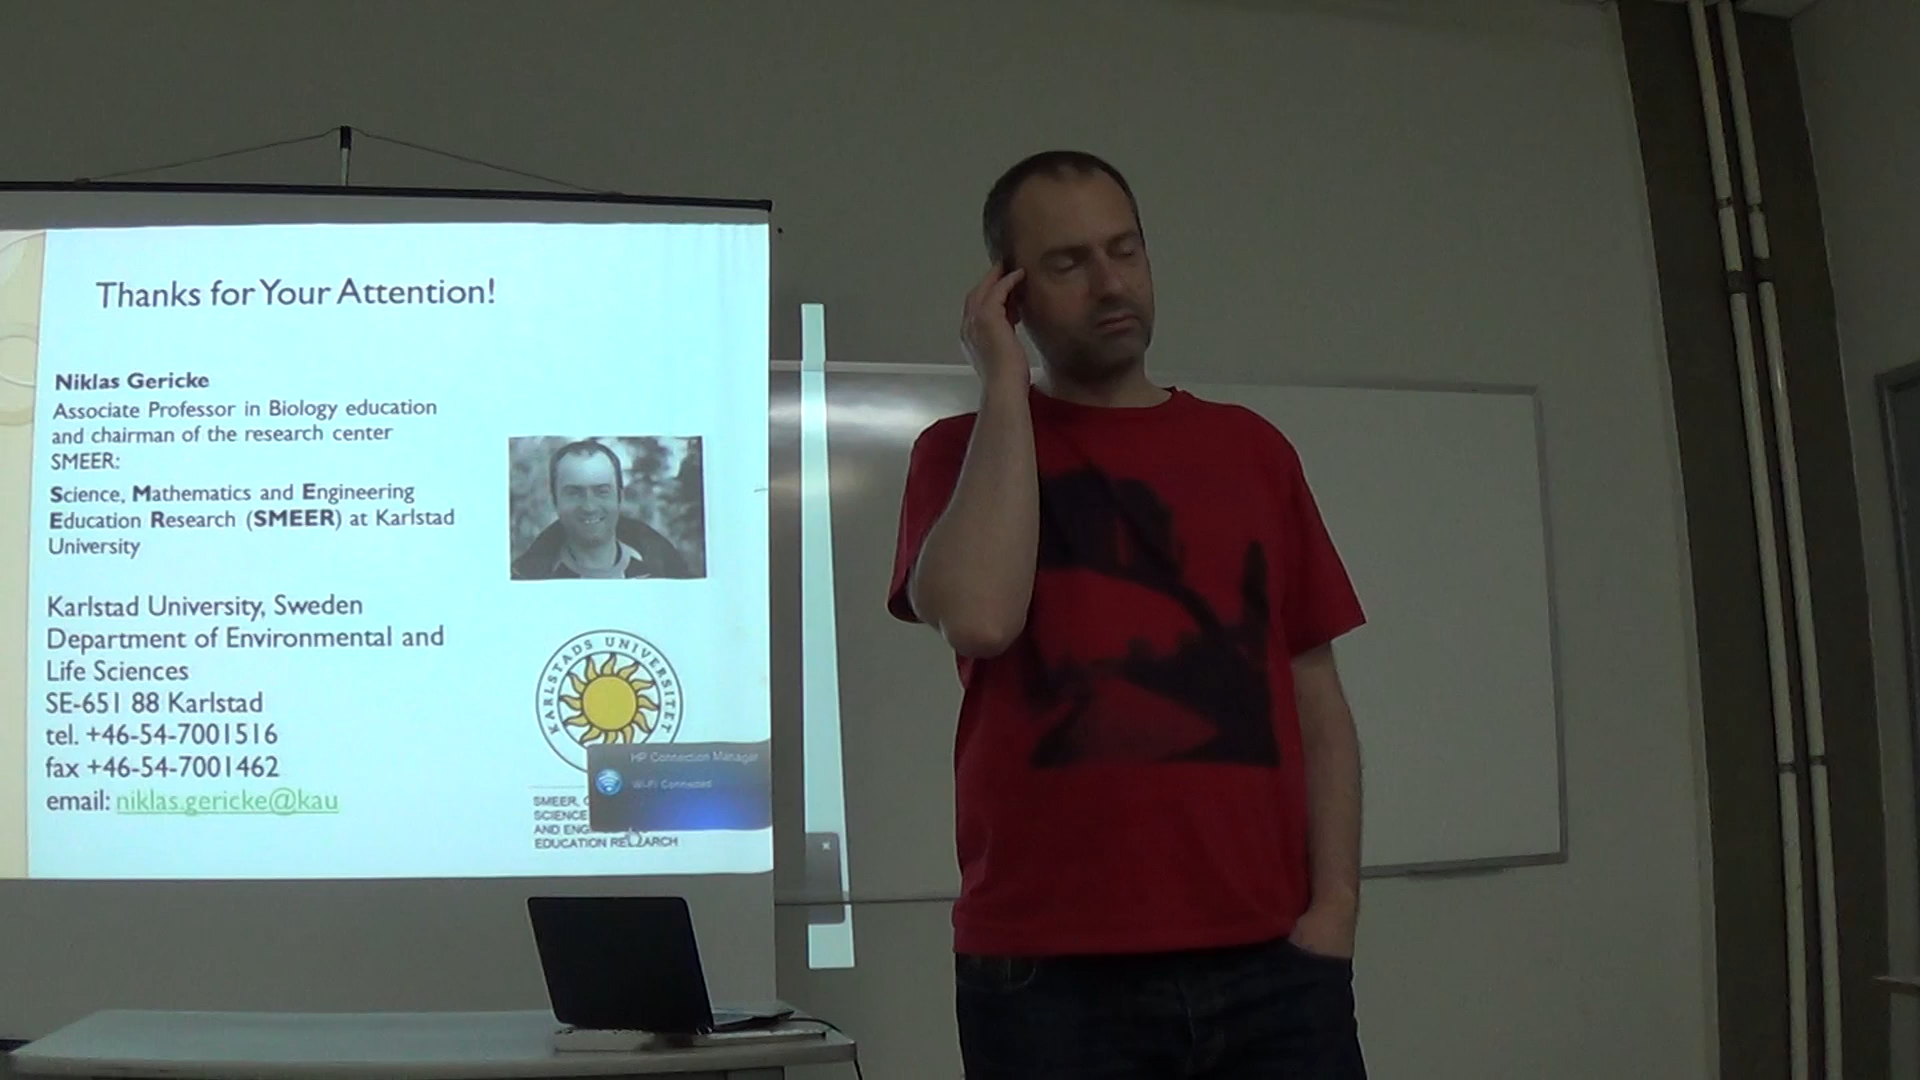 Thanks for Your Attention!
Niklas Gericke
Associate Professor in Biology education
and chairman of the research center
SMEER:
Science, Mathematics and Engineering
Education Research (SMEER) at Karlstad
University
Karlstad University, Sweden
Department of Environmental and
Life Sciences
SE-651 88 Karlstad
tel. +46-54-7001516
fax +46-54-7001462
email: niklas.gericke@kau
KARLSTADS UNIVERSITET
HP Connection Manager
Wi-Fi Connected
SMEER,
SCIENCE
AND
EDUCATION RESEARCH